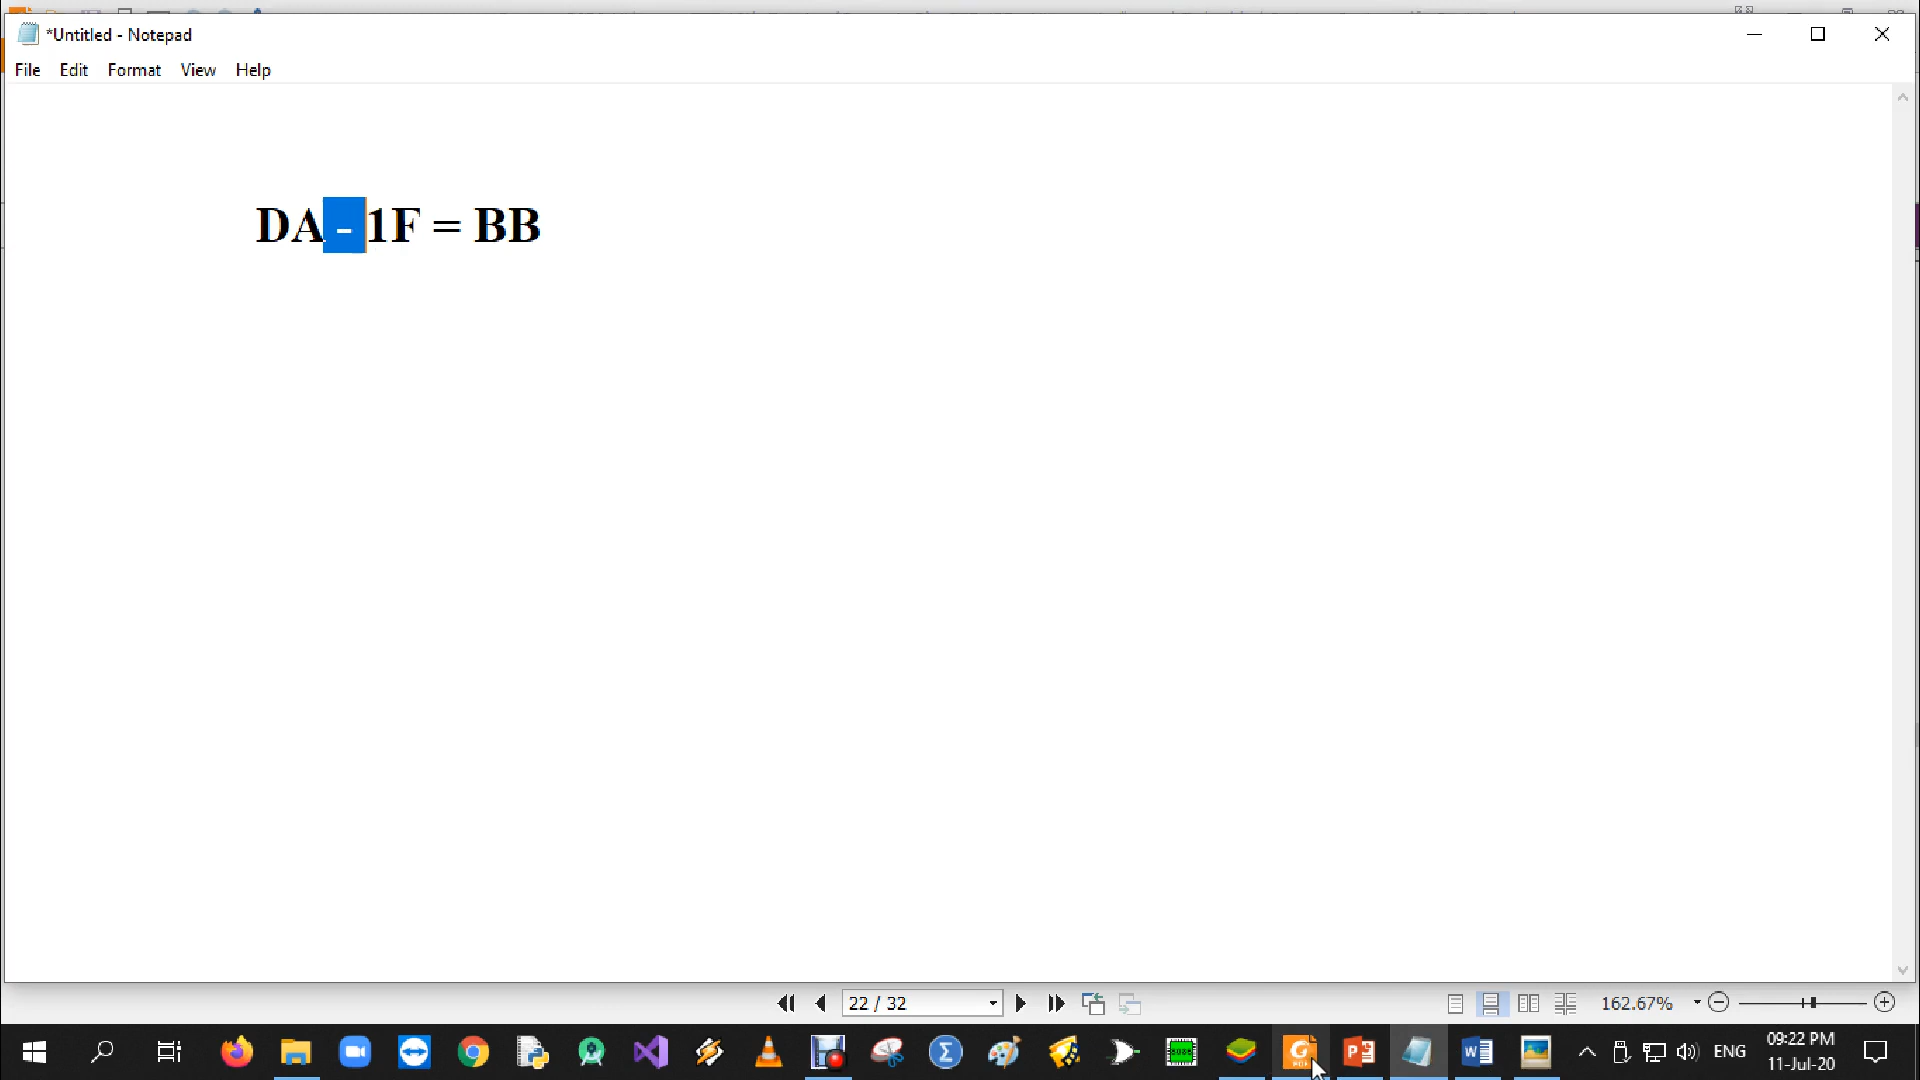 *Untitled - Notepad
File Edit Format View Help
DA - 1F = BB
22 / 32
162.67%
ENG
09:22 PM
11-Jul-20